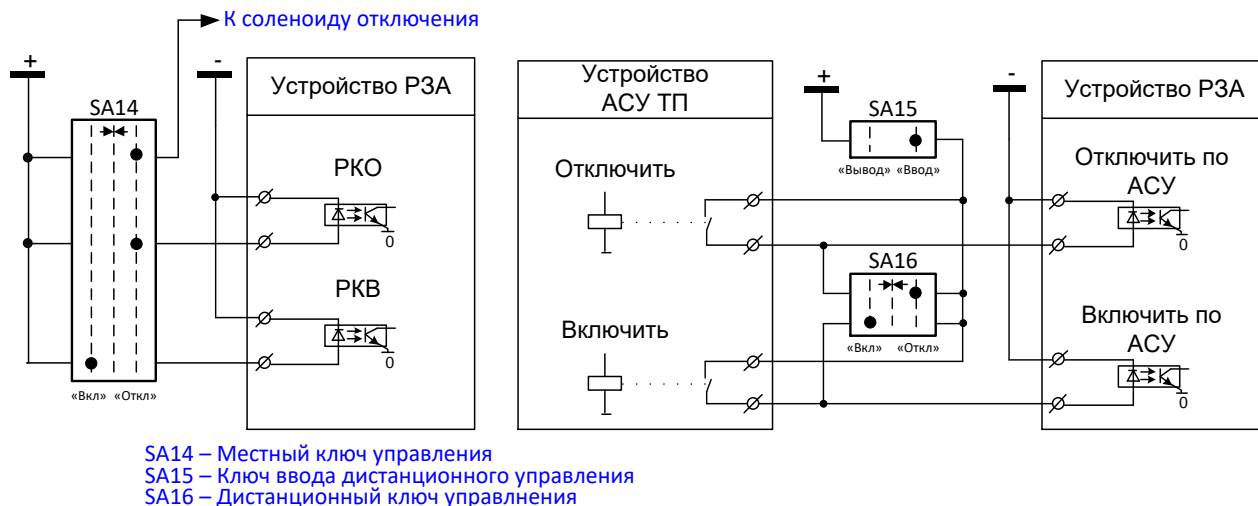 К соленоиду отключения
+
SA14
«Вкл» «Откл»
-
Устройство РЗА
РКО
0
РКВ
0
Устройство
АСУ ТП
Отключить
Включить
+
SA15
«Вывод» «Ввод»
SA16
«Вкл» «Откл»
-
Устройство РЗА
Отключить по
АСУ
0
Включить по
АСУ
0
SA14 – Местный ключ управления
SA15 – Ключ ввода дистанционного управления
SA16 – Дистанционный ключ управлнения